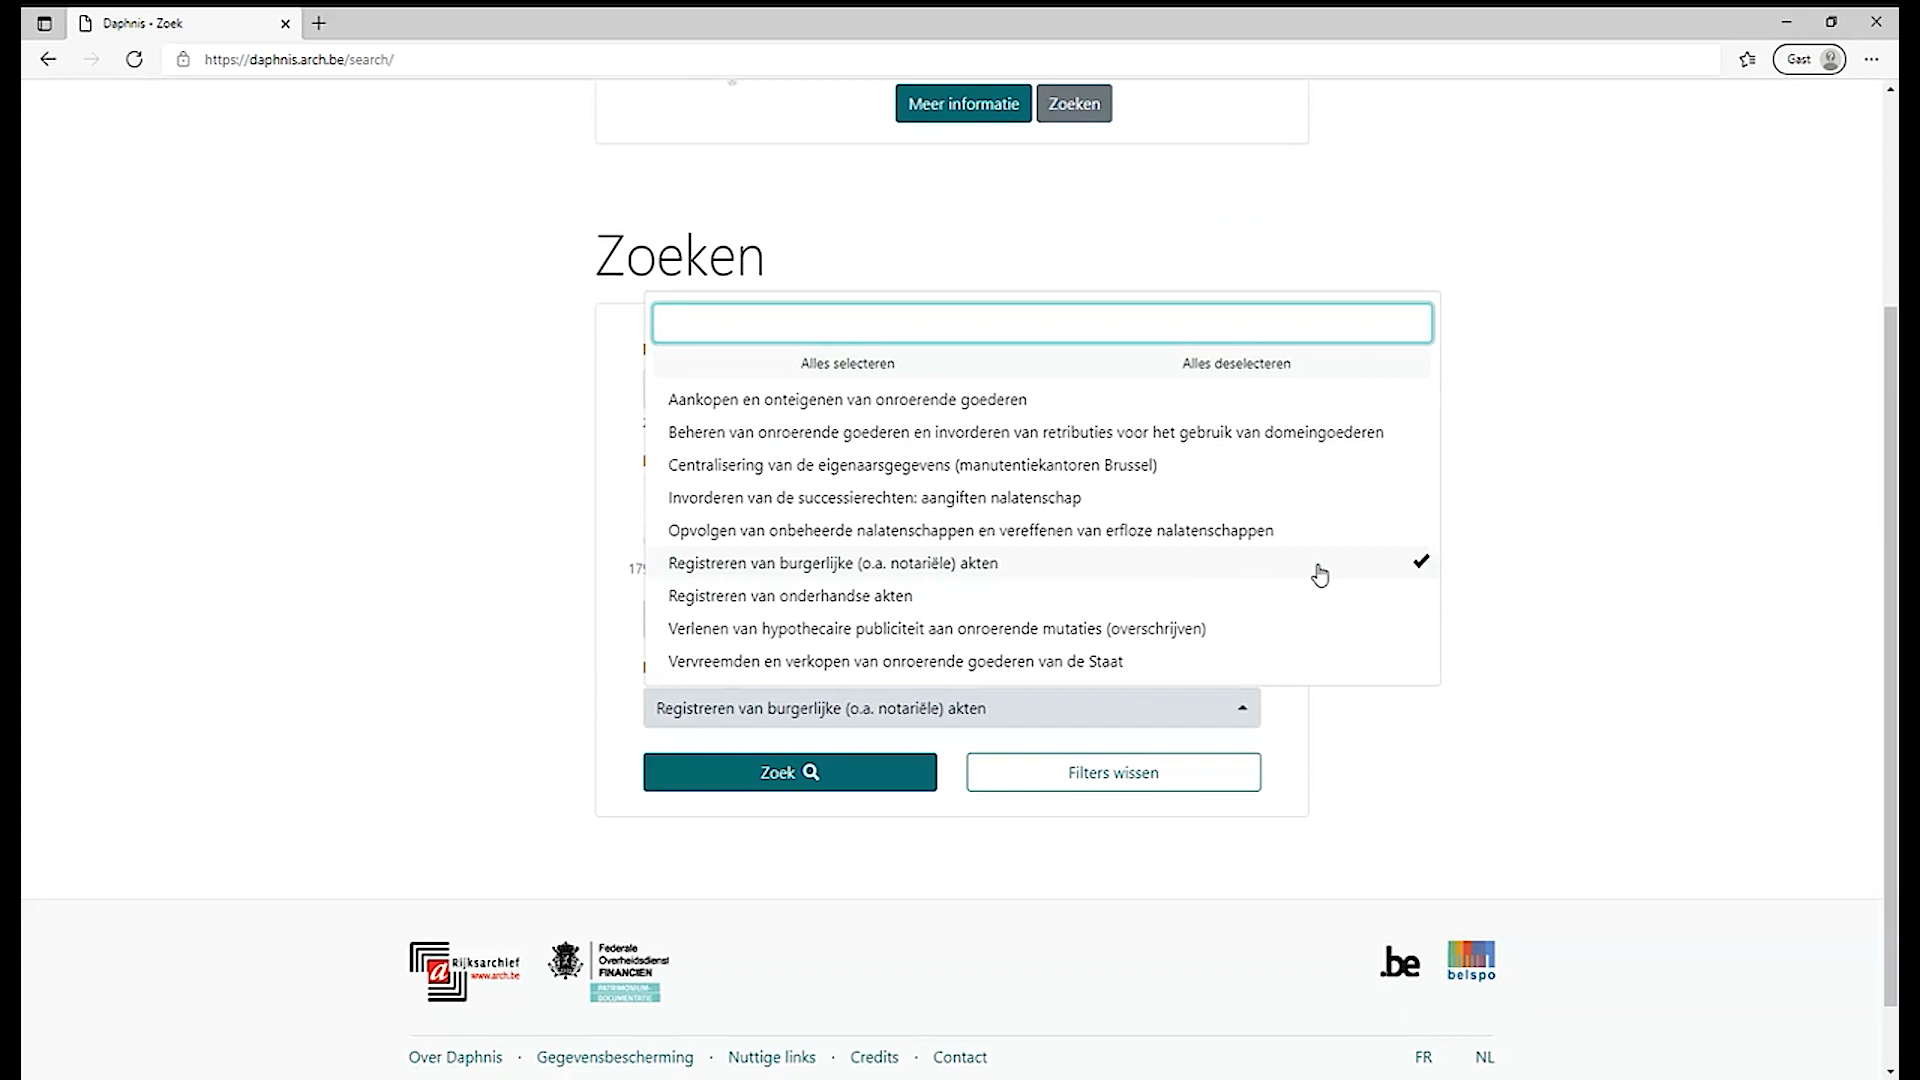 Daphnis - Zoek
https://daphnis.arch.be/search/
Gast
Meer informatie
Zoeken
Zoeken
Alles selecteren
Alles deselecteren
Aankopen en onteigenen van onroerende goederen
Beheren van onroerende goederen en invorderen van retributies voor het gebruik van domeingoederen
Centralisering van de eigenaarsgegevens (manutentiekantoren Brussel)
Invorderen van de successierechten: aangiften nalatenschap
Opvolgen van onbeheerde nalatenschappen en vereffenen van erfloze nalatenschappen
Registreren van burgerlijke (o.a. notariële) akten
Registreren van onderhandse akten
Verlenen van hypothecaire publiciteit aan onroerende mutaties (overschrijven)
Vervreemden en verkopen van onroerende goederen van de Staat
Registreren van burgerlijke (o.a. notariële) akten
Zoek
Filters wissen
a Rijksarchief
www.arch.be
Federale
Overheidsdienst
FINANCIEN
PATRIMONIUM-
DOCUMENTATIE
.be
belspo
Over Daphnis · Gegevensbescherming · Nuttige links · Credits · Contact
FR NL